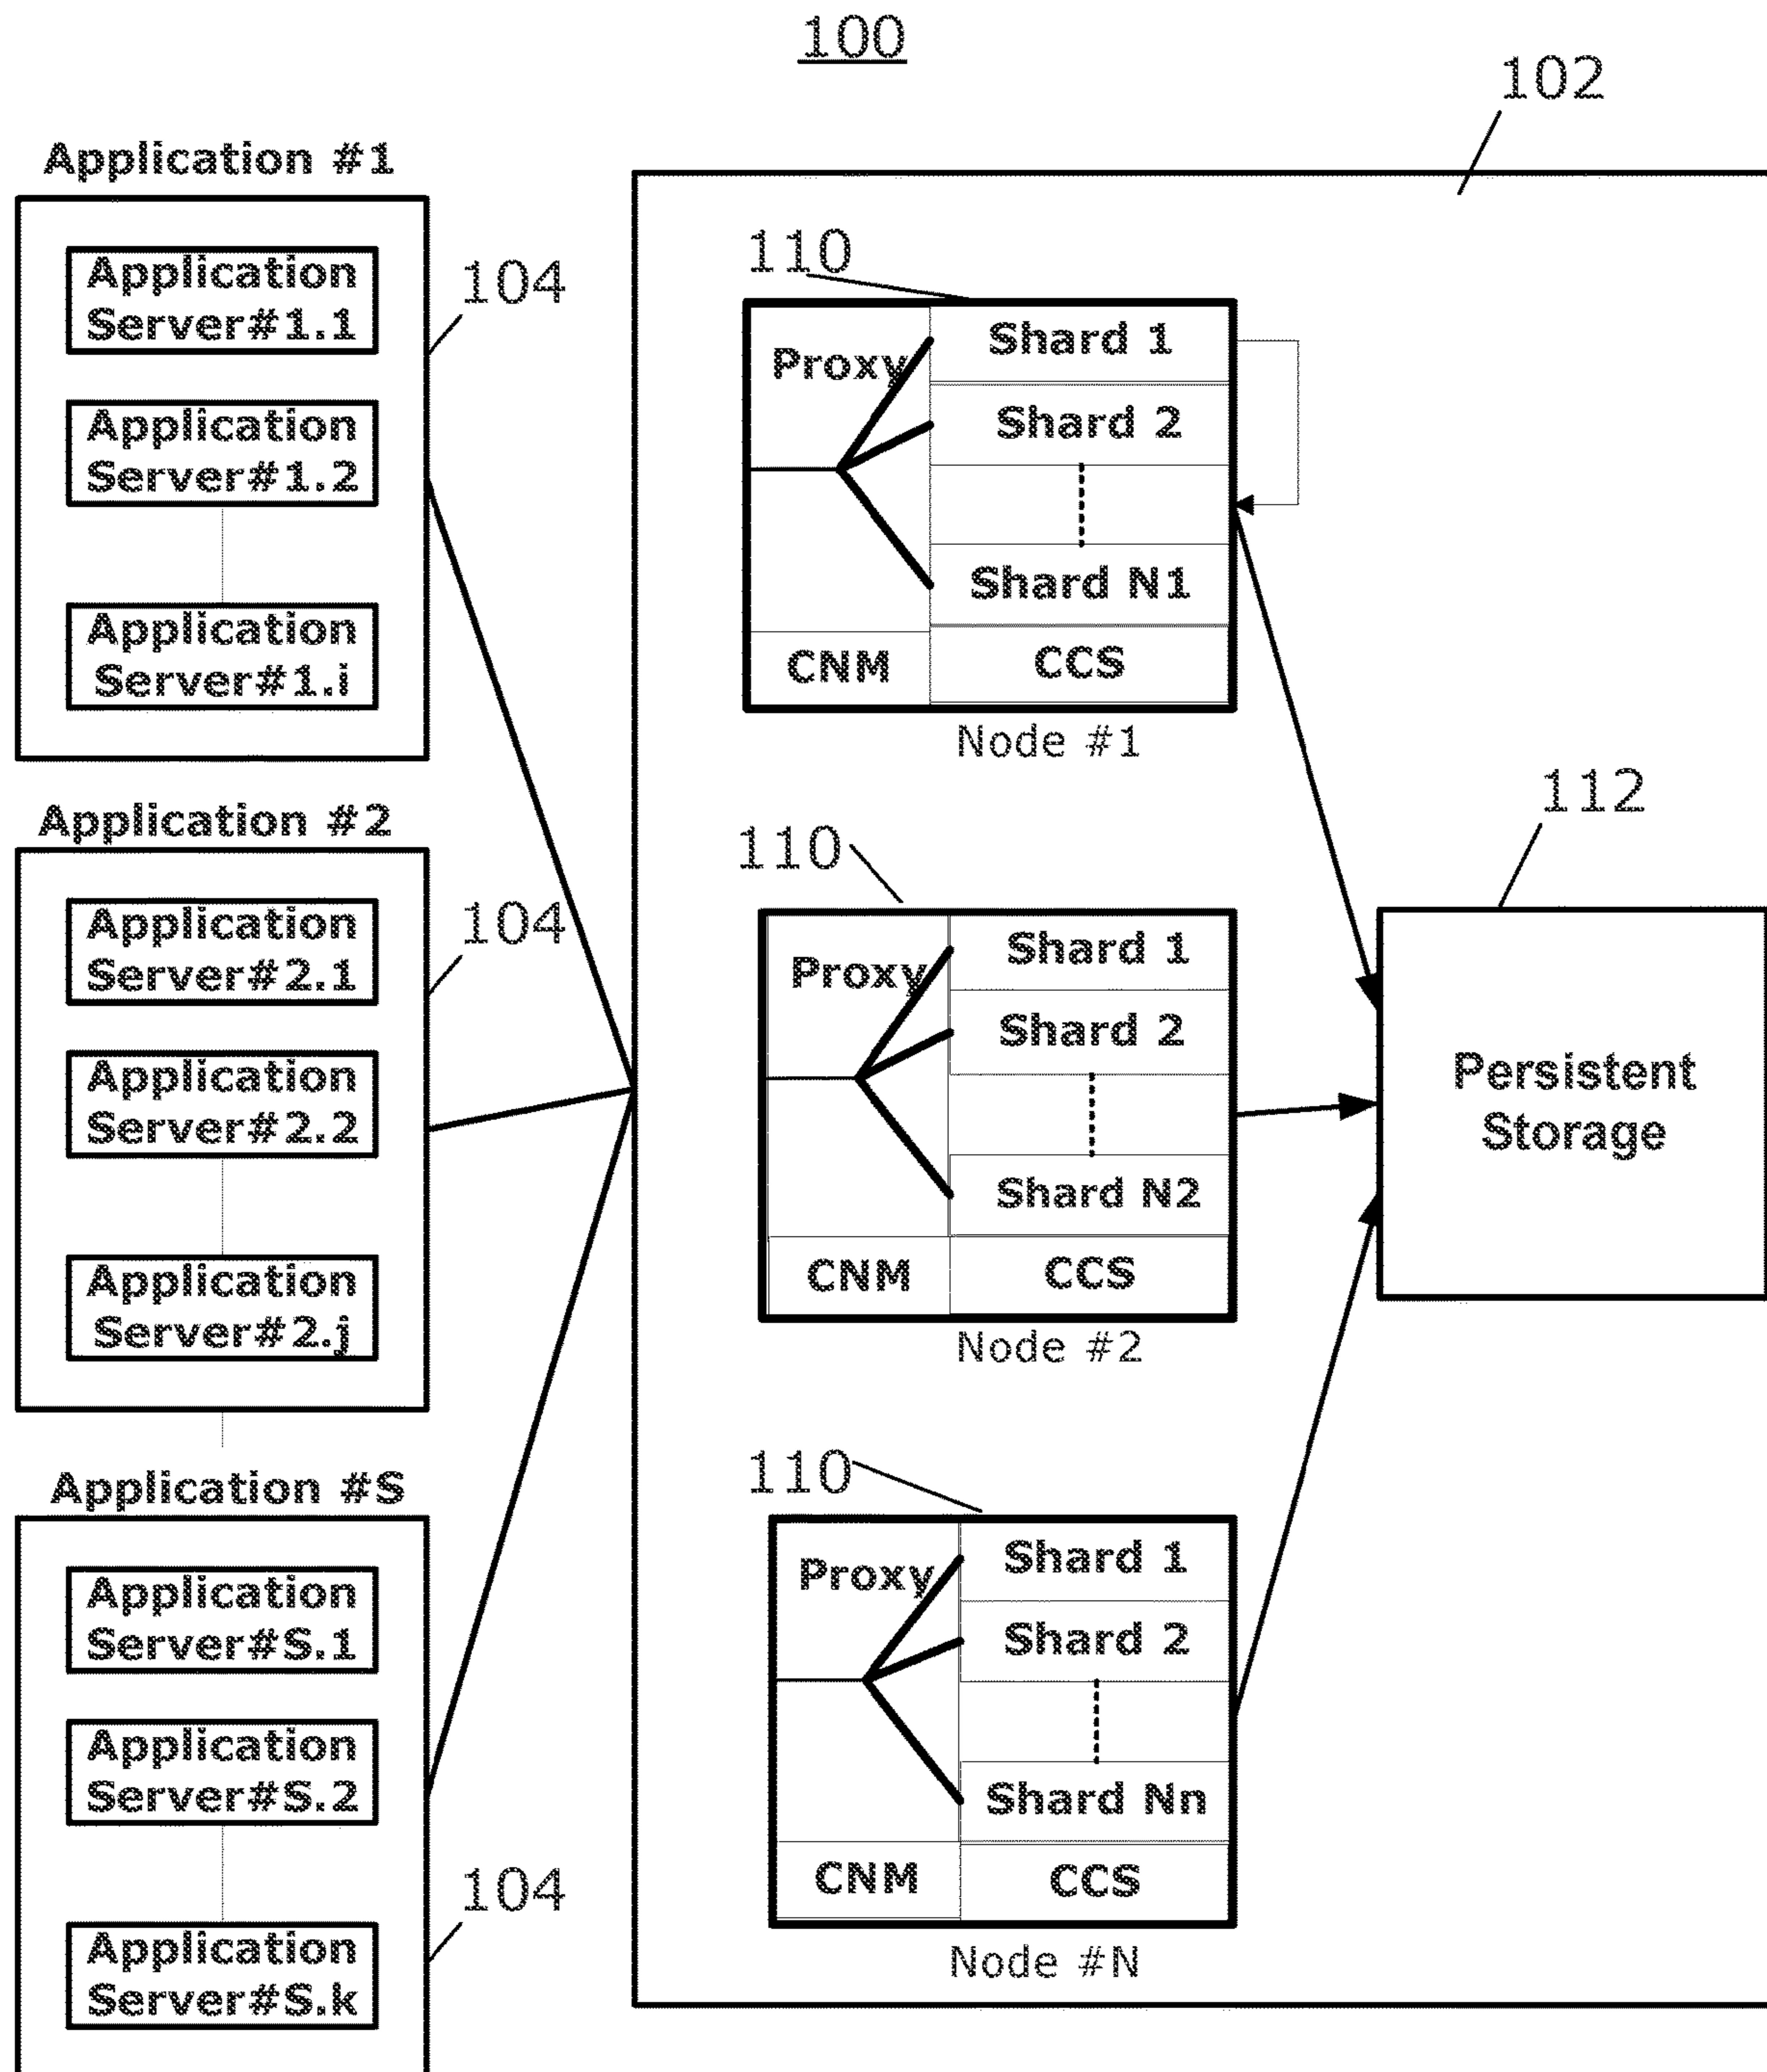 100
102
Application #1
Application
Server#1.1
Application
Server#1.2
Application
Server#1.i
104
Application #2
Application
Server#2.1
Application
Server#2.2
Application
Server#2.j
104
Application #S
Application
Server#S.1
Application
Server#S.2
Application
Server#S.k
104
110
Proxy
Shard 1
Shard 2
Shard N1
CNM
CCS
Node #1
110
Proxy
Shard 1
Shard 2
Shard N2
CNM
CCS
Node #2
110
Proxy
Shard 1
Shard 2
Shard Nn
CNM
CCS
Node #N
112
Persistent
Storage